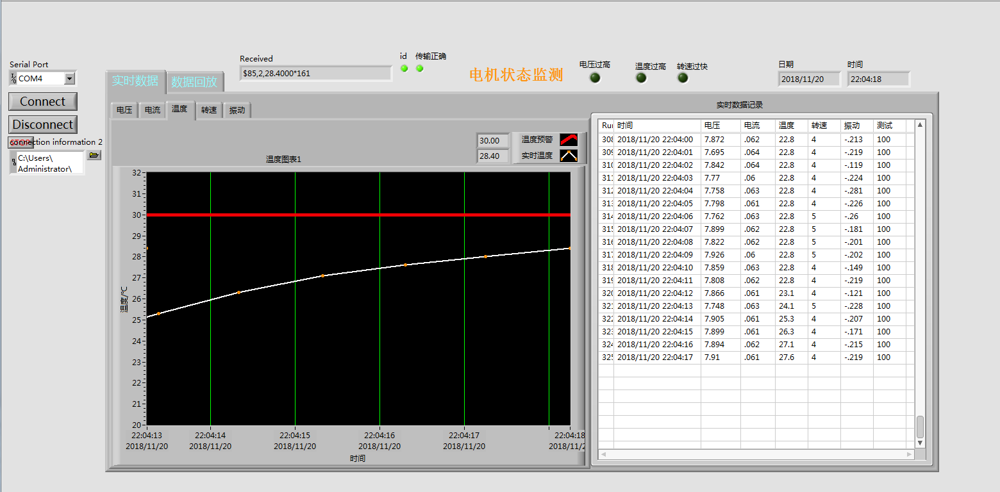 Serial Port
COM4
Connect
Disconnect
STOP
connection information 2
C:\Users\
Administrator\
Received
$85,2,28.4000*161
id 传输正确
电机状态监测
电压过高 温度过高 转速过快
日期 时间
2018/11/20 22:04:18
实时数据 数据回放
电压 电流 温度 转速 振动
30.00 温度预警
28.40 实时温度
温度图表1
32
31
30
29
28
27
26
25
24
23
22
21
20
温度/℃
22:04:13 22:04:14 22:04:15 22:04:16 22:04:17 22:04:18
2018/11/20 2018/11/20 2018/11/20 2018/11/20 2018/11/20 2018/11/2
时间
实时数据记录
Ru 时间 电压 电流 温度 转速 振动 测试
308 2018/11/20 22:04:00 7.872 .062 22.8 4 -.213 100
309 2018/11/20 22:04:01 7.695 .064 22.8 4 -.219 100
310 2018/11/20 22:04:02 7.842 .064 22.8 4 -.119 100
311 2018/11/20 22:04:03 7.77 .06 22.8 4 -.224 100
312 2018/11/20 22:04:04 7.758 .063 22.8 4 -.281 100
313 2018/11/20 22:04:05 7.798 .061 22.8 4 -.226 100
314 2018/11/20 22:04:06 7.762 .063 22.8 5 -.26 100
315 2018/11/20 22:04:07 7.899 .062 22.8 5 -.181 100
316 2018/11/20 22:04:08 7.822 .062 22.8 5 -.201 100
317 2018/11/20 22:04:09 7.926 .06 22.8 5 -.202 100
318 2018/11/20 22:04:10 7.859 .063 22.8 4 -.149 100
319 2018/11/20 22:04:11 7.808 .062 22.8 4 -.219 100
320 2018/11/20 22:04:12 7.866 .061 23.1 4 -.121 100
321 2018/11/20 22:04:13 7.748 .063 24.1 5 -.228 100
322 2018/11/20 22:04:14 7.905 .061 25.3 4 -.207 100
323 2018/11/20 22:04:15 7.899 .061 26.3 4 -.171 100
324 2018/11/20 22:04:16 7.894 .062 27.1 4 -.215 100
325 2018/11/20 22:04:17 7.91 .061 27.6 4 -.219 100